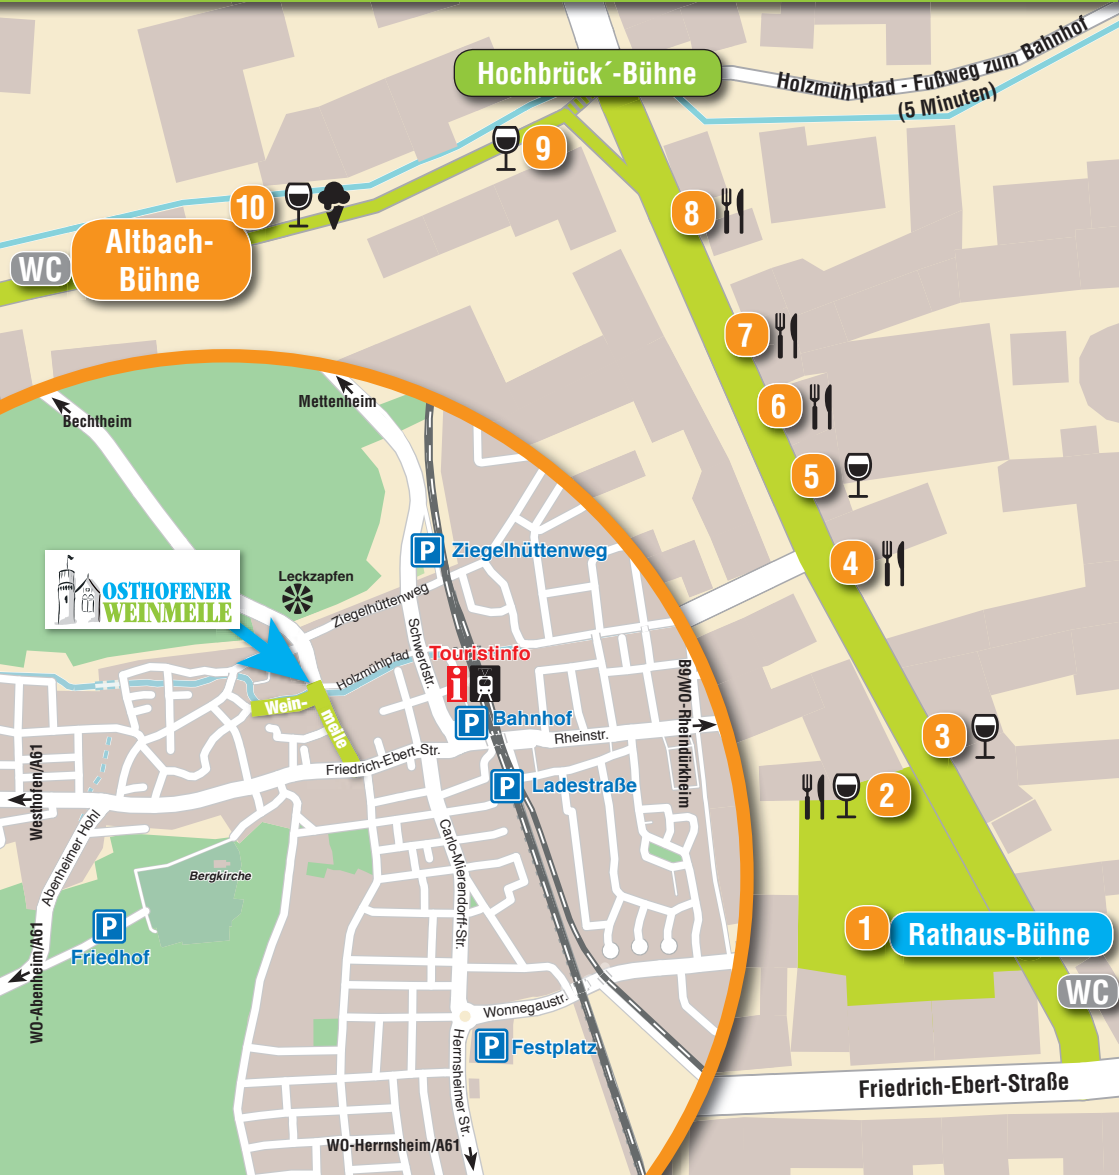 Hochbrück´-Bühne
Holzmühlpfad - Fußweg zum Bahnhof
(5 Minuten)
9
10
8
Altbach-
Bühne
WC
7
6
5
4
3
2
1
Rathaus-Bühne
WC
Friedrich-Ebert-Straße
Mettenheim
Bechtheim
P Ziegelhüttenweg
Leckzapfen
OSTHOFENER
WEINMEILE
Ziegelhüttenweg
Schwerdstr.
Holzmühlpfad
Touristinfo
i
Wein-
meile
P Bahnhof
Rheinstr.
B9/WO-Rheindürkheim
Friedrich-Ebert-Str.
P Ladestraße
Westhofen/A61
Abenheimer Hohl
Carlo-Mierendorff-Str.
Bergkirche
P
Friedhof
WO-Abenheim/A61
Wonnegaustr.
P Festplatz
Herrnsheimer Str.
WO-Herrnsheim/A61